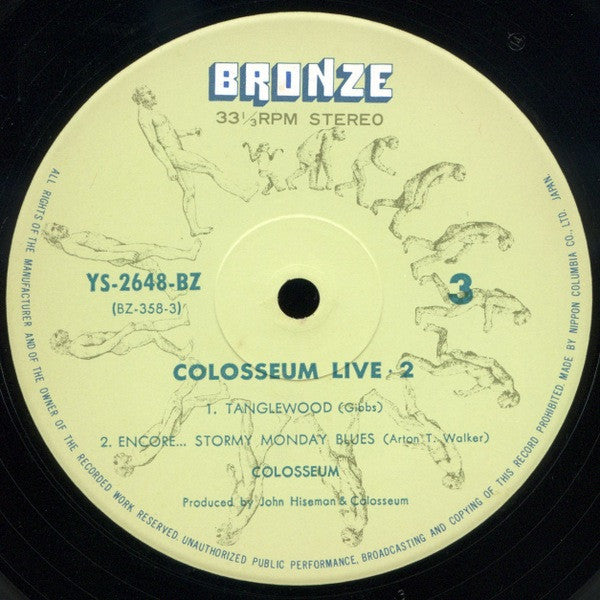 BRONZE
33⅓RPM STEREO
YS-2648-BZ
(BZ-358-3)
3
COLOSSEUM LIVE・2
1. TANGLEWOOD (Gibbs)
2. ENCORE... STORMY MONDAY BLUES (Arton T. Walker)
COLOSSEUM
Produced by John Hiseman & Colosseum
ALL RIGHTS OF THE MANUFACTURER AND OF THE OWNER OF THE RECORDED WORK RESERVED. UNAUTHORIZED PUBLIC PERFORMANCE, BROADCASTING AND COPYING OF THIS RECORD PROHIBITED. MADE BY NIPPON COLUMBIA CO., LTD. JAPAN.